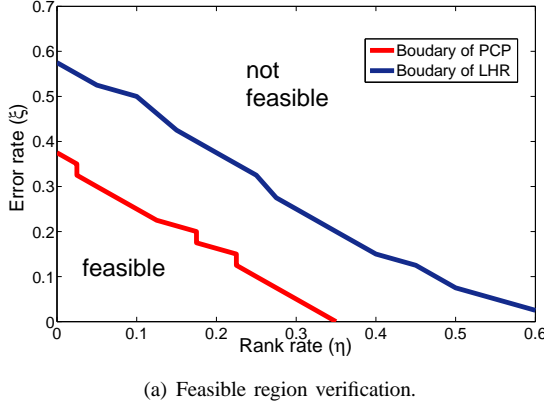 0.7
0.6
0.5
0.4
0.3
0.2
0.1
0
Error rate (ξ)
not
feasible
feasible
Boudary of PCP
Boudary of LHR
0 0.1 0.2 0.3 0.4 0.5 0.6
Rank rate (η)
(a) Feasible region verification.